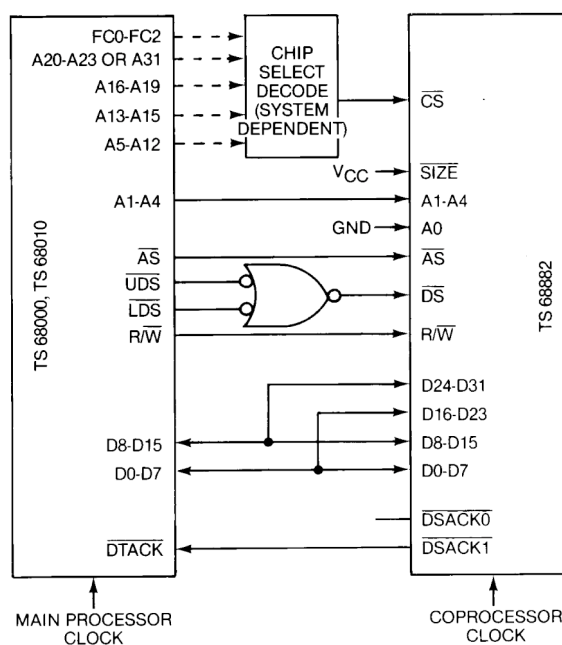 FC0-FC2
A20-A23 OR A31
A16-A19
A13-A15
A5-A12
CHIP
SELECT
DECODE
(SYSTEM
DEPENDENT)
CS
VCC
SIZE
A1-A4
A1-A4
GND
A0
AS
AS
UDS
LDS
DS
R/W
R/W
TS 68000, TS 68010
TS 68882
D24-D31
D16-D23
D8-D15
D8-D15
D0-D7
D0-D7
DSACK0
DTACK
DSACK1
MAIN PROCESSOR
CLOCK
COPROCESSOR
CLOCK